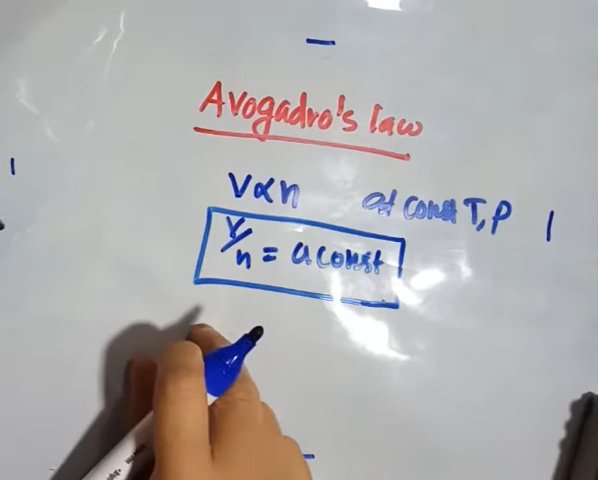 Avogadro's law
V∝n at const T, P
V/n = a const